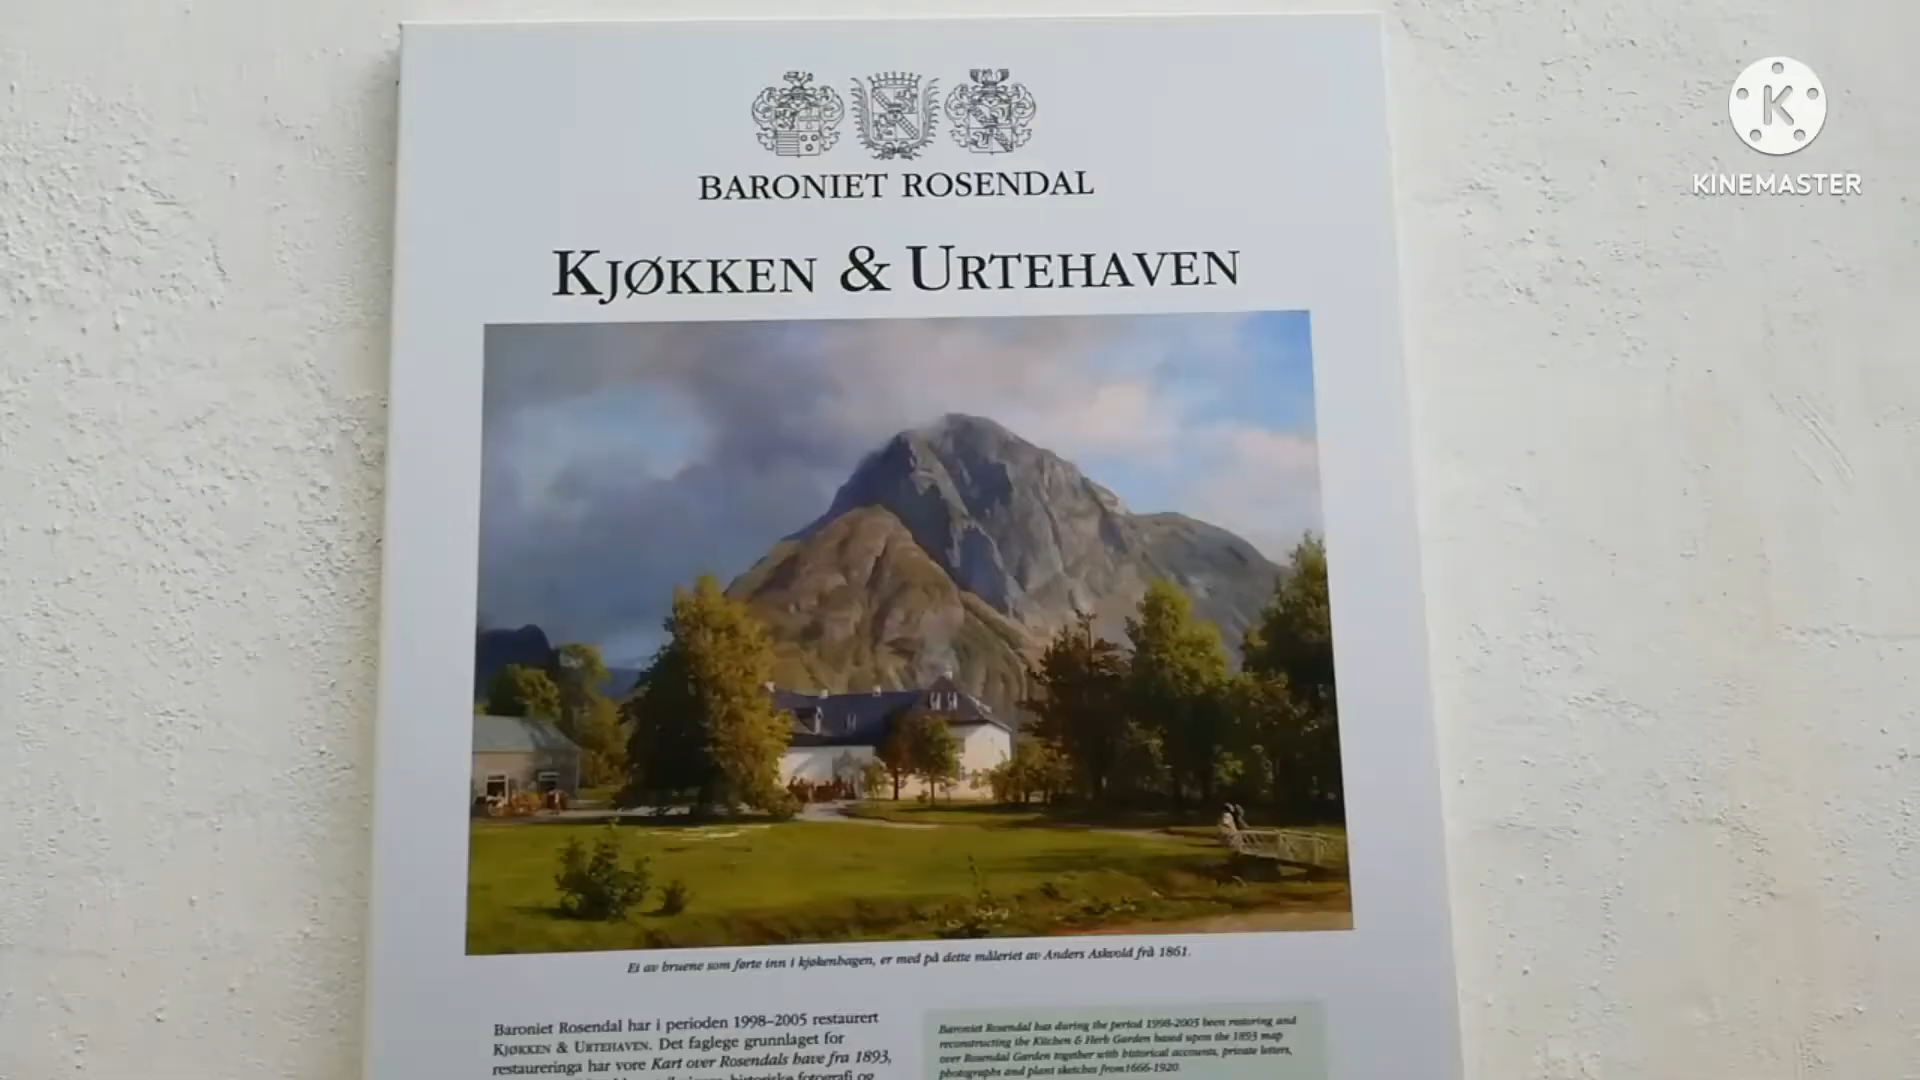 BARONIET ROSENDAL
KJØKKEN & URTEHAVEN
Ei av bruene som førte inn i kjøkenhagen, er med på dette måleriet av Anders Askvold frå 1861.
Baroniet Rosendal har i perioden 1998–2005 restaurert
KJØKKEN & URTEHAVEN. Det faglege grunnlaget for
restaureringa har vore Kart over Rosendals have fra 1893,
historiske fotografi og
Baroniet Rosendal has during the period 1998-2005 been restoring and
reconstructing the Kitchen & Herb Garden based upon the 1893 map
over Rosendal Garden together with historical accounts, private letters,
photographs and plant sketches from 1666-1920.
K
KINEMASTER